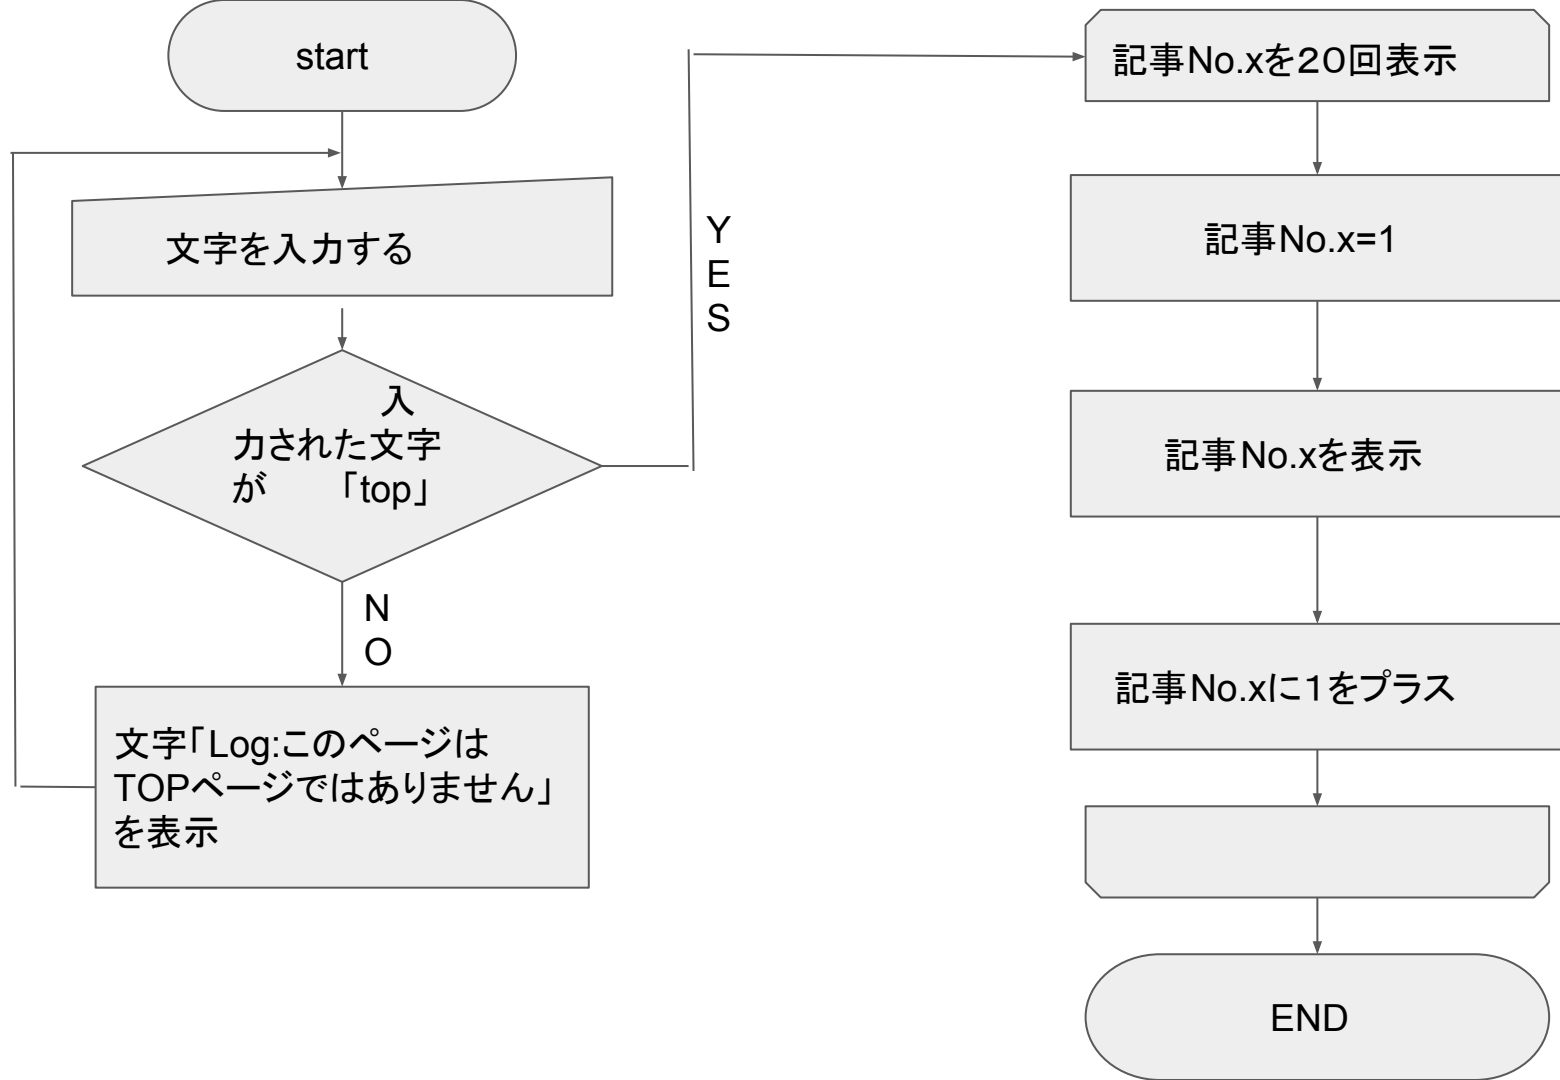 start
文字を入力する
入
力された文字
が　　「top」
Y
E
S
N
O
文字「Log:このページは
TOPページではありません」
を表示
記事No.xを２０回表示
記事No.x=1
記事No.xを表示
記事No.xに１をプラス
END